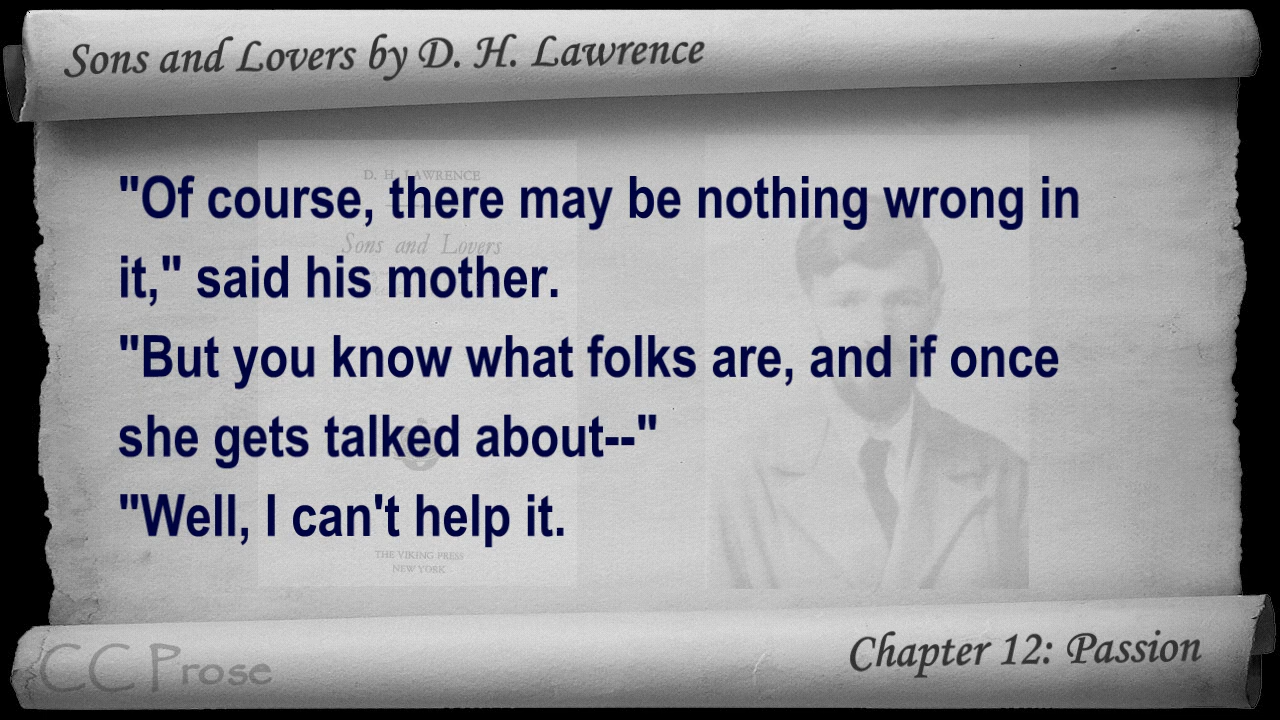 Sons and Lovers by D. H. Lawrence
D. H. LAWRENCE
Sons and Lovers
"Of course, there may be nothing wrong in
it," said his mother.
"But you know what folks are, and if once
she gets talked about--"
"Well, I can't help it.
THE VIKING PRESS
NEW YORK
CC Prose
Chapter 12: Passion